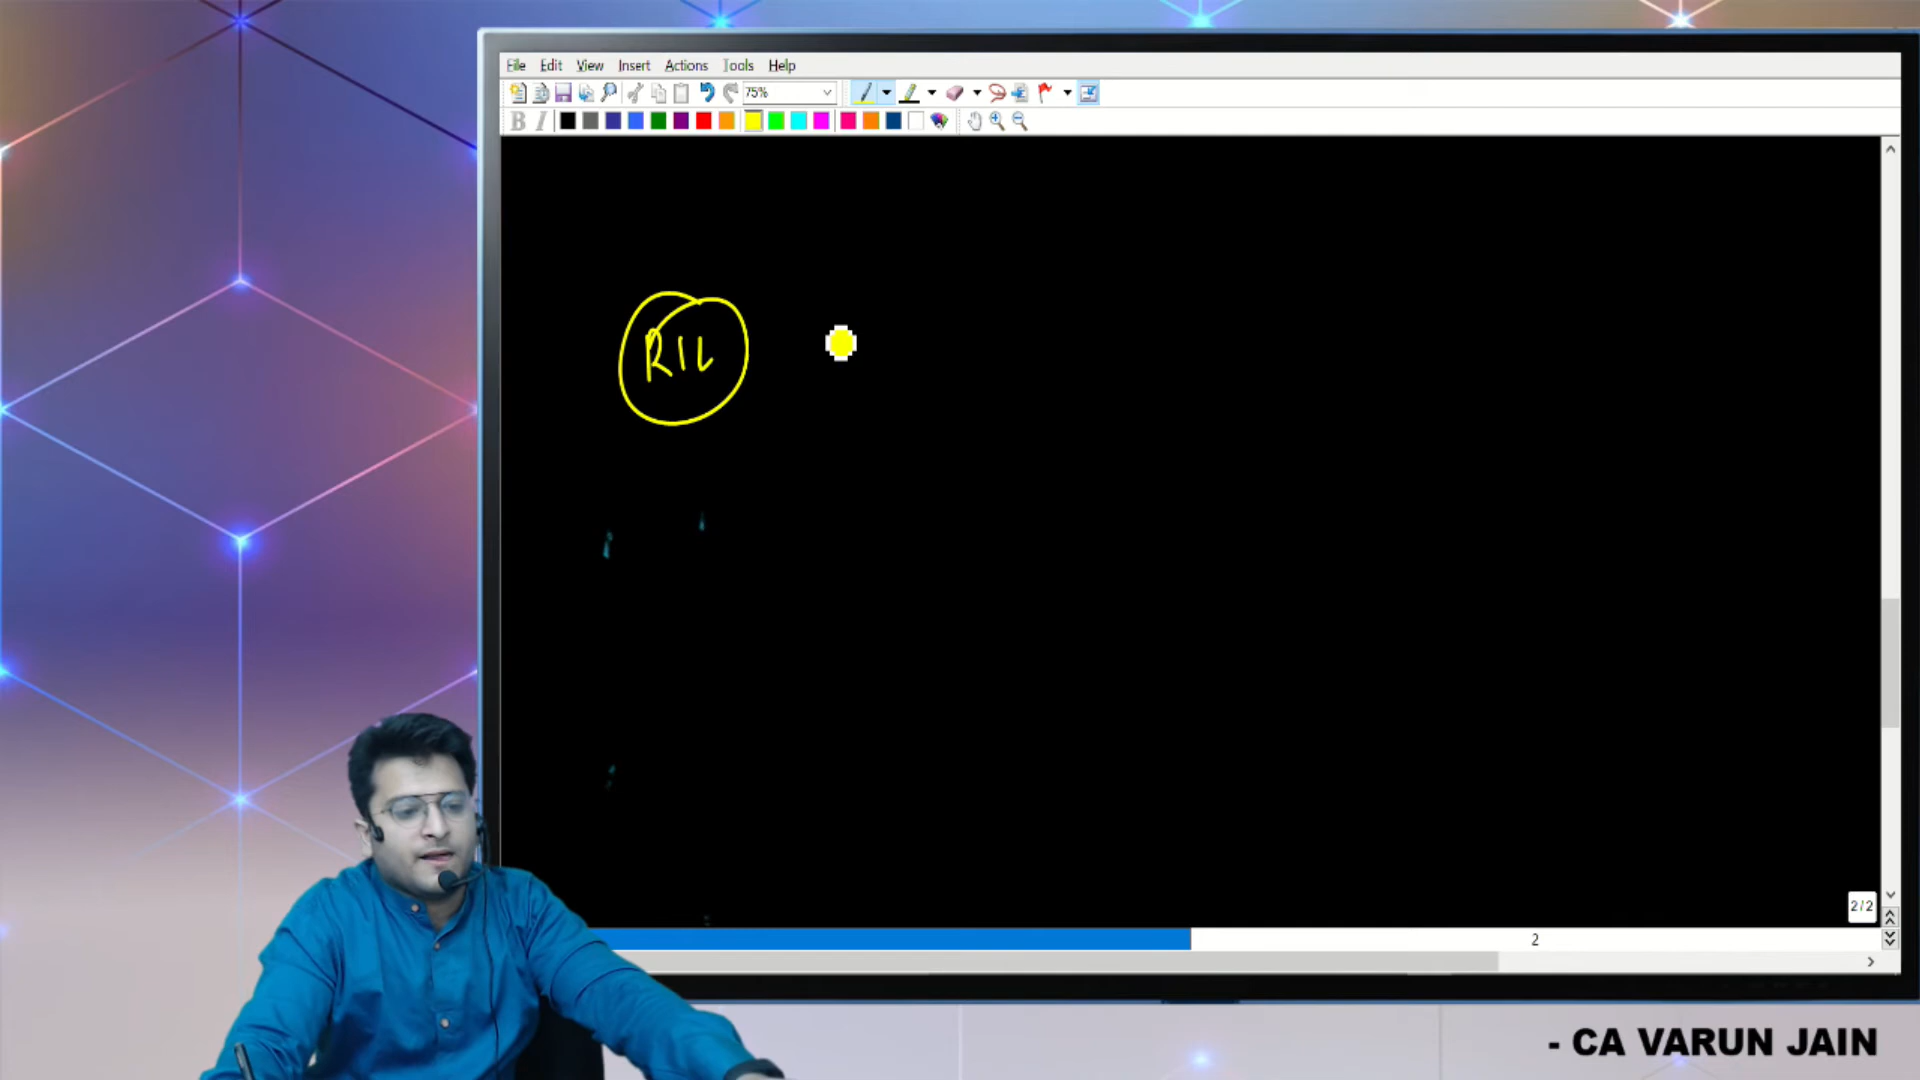 File Edit View Insert Actions Tools Help
75%
B I
RIL
2/2
2
- CA VARUN JAIN